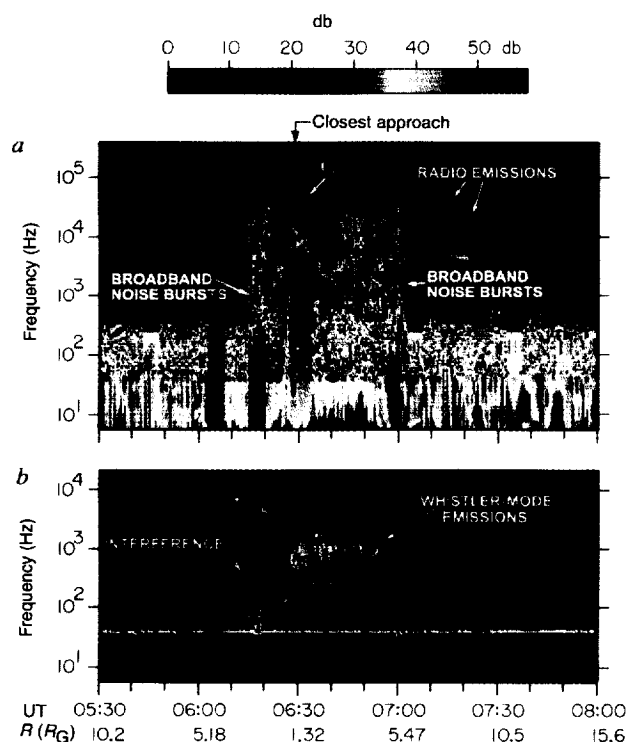 db
0 10 20 30 40 50 db
Closest approach
a
RADIO EMISSIONS
10⁵
10⁴
10³
10²
10¹
Frequency (Hz)
BROADBAND
NOISE BURSTS
BROADBAND
NOISE BURSTS
b
WHISTLER-MODE
EMISSIONS
INTERFERENCE
10⁴
10³
10²
10¹
Frequency (Hz)
UT 05:30 06:00 06:30 07:00 07:30 08:00
R (R_G) 10.2 5.18 1.32 5.47 10.5 15.6